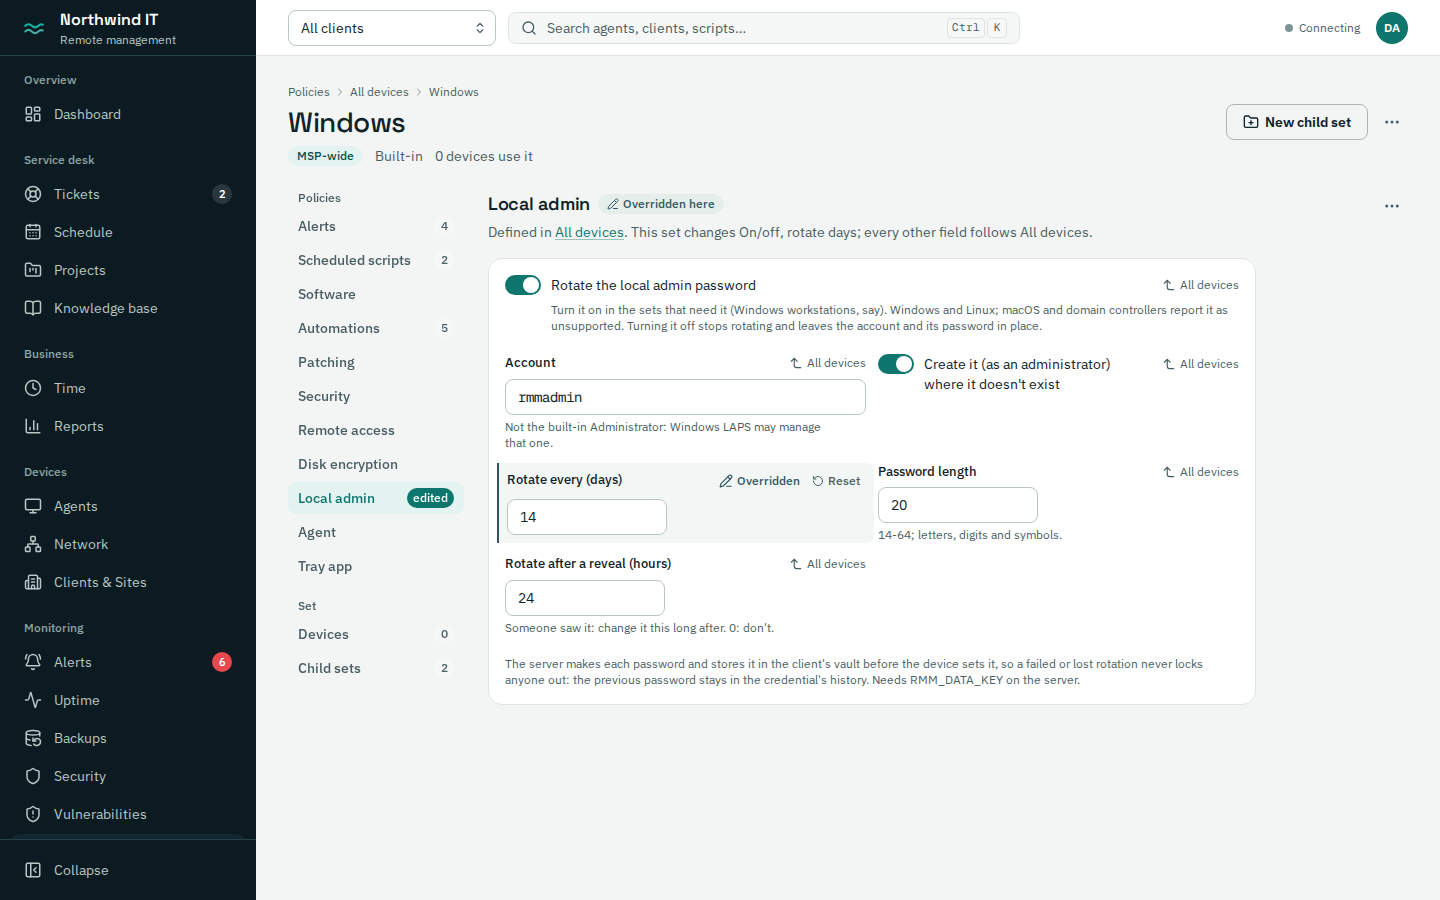 Northwind IT
Remote management
All clients
Search agents, clients, scripts...
Ctrl K
Connecting
DA
Overview
Dashboard
Service desk
Tickets 2
Schedule
Projects
Knowledge base
Business
Time
Reports
Devices
Agents
Network
Clients & Sites
Monitoring
Alerts 6
Uptime
Backups
Security
Vulnerabilities
Collapse
Policies > All devices > Windows
Windows
New child set
MSP-wide Built-in 0 devices use it
Policies
Alerts 4
Scheduled scripts 2
Software
Automations 5
Patching
Security
Remote access
Disk encryption
Local admin edited
Agent
Tray app
Set
Devices 0
Child sets 2
Local admin Overridden here
Defined in All devices. This set changes On/off, rotate days; every other field follows All devices.
Rotate the local admin password All devices
Turn it on in the sets that need it (Windows workstations, say). Windows and Linux; macOS and domain controllers report it as
unsupported. Turning it off stops rotating and leaves the account and its password in place.
Account All devices
rmmadmin
Not the built-in Administrator: Windows LAPS may manage
that one.
Create it (as an administrator) All devices
where it doesn't exist
Rotate every (days) Overridden Reset
14
Password length All devices
20
14-64; letters, digits and symbols.
Rotate after a reveal (hours) All devices
24
Someone saw it: change it this long after. 0: don't.
The server makes each password and stores it in the client's vault before the device sets it, so a failed or lost rotation never locks
anyone out: the previous password stays in the credential's history. Needs RMM_DATA_KEY on the server.